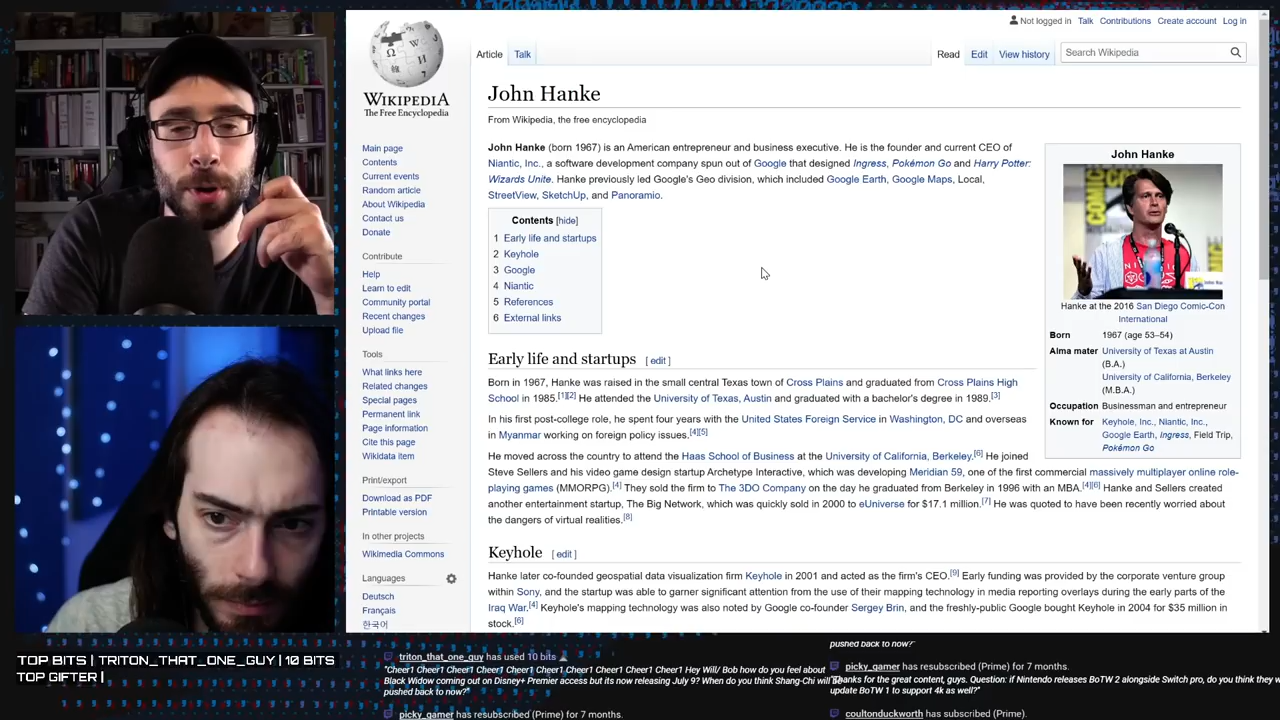 Not logged in Talk Contributions Create account Log in
Article Talk Read Edit View history Search Wikipedia
WIKIPEDIA
The Free Encyclopedia
Main page
Contents
Current events
Random article
About Wikipedia
Contact us
Donate
Contribute
Help
Learn to edit
Community portal
Recent changes
Upload file
Tools
What links here
Related changes
Special pages
Permanent link
Page information
Cite this page
Wikidata item
Print/export
Download as PDF
Printable version
In other projects
Wikimedia Commons
Languages
Deutsch
Français
한국어
John Hanke
From Wikipedia, the free encyclopedia
John Hanke (born 1967) is an American entrepreneur and business executive. He is the founder and current CEO of
Niantic, Inc., a software development company spun out of Google that designed Ingress, Pokémon Go and Harry Potter:
Wizards Unite. Hanke previously led Google's Geo division, which included Google Earth, Google Maps, Local,
StreetView, SketchUp, and Panoramio.
Contents [hide]
1 Early life and startups
2 Keyhole
3 Google
4 Niantic
5 References
6 External links
John Hanke
Hanke at the 2016 San Diego Comic-Con
International
Born 1967 (age 53–54)
Alma mater University of Texas at Austin
(B.A.)
University of California, Berkeley
(M.B.A.)
Occupation Businessman and entrepreneur
Known for Keyhole, Inc., Niantic, Inc.,
Google Earth, Ingress, Field Trip,
Pokémon Go
Early life and startups [ edit ]
Born in 1967, Hanke was raised in the small central Texas town of Cross Plains and graduated from Cross Plains High
School in 1985.[1][2] He attended the University of Texas, Austin and graduated with a bachelor's degree in 1989.[3]
In his first post-college role, he spent four years with the United States Foreign Service in Washington, DC and overseas
in Myanmar working on foreign policy issues.[4][5]
He moved across the country to attend the Haas School of Business at the University of California, Berkeley.[6] He joined
Steve Sellers and his video game design startup Archetype Interactive, which was developing Meridian 59, one of the first commercial massively multiplayer online role-
playing games (MMORPG).[4] They sold the firm to The 3DO Company on the day he graduated from Berkeley in 1996 with an MBA.[4][6] Hanke and Sellers created
another entertainment startup, The Big Network, which was quickly sold in 2000 to eUniverse for $17.1 million.[7] He was quoted to have been recently worried about
the dangers of virtual realities.[8]
Keyhole [ edit ]
Hanke later co-founded geospatial data visualization firm Keyhole in 2001 and acted as the firm's CEO.[9] Early funding was provided by the corporate venture group
within Sony, and the startup was able to garner significant attention from the use of their mapping technology in media reporting overlays during the early parts of the
Iraq War.[4] Keyhole's mapping technology was also noted by Google co-founder Sergey Brin, and the freshly-public Google bought Keyhole in 2004 for $35 million in
stock.[6]
TOP BITS | TRITON_THAT_ONE_GUY | 10 BITS
TOP GIFTER |
triton_that_one_guy has used 10 bits
"Cheer1 Cheer1 Cheer1 Cheer1 Cheer1 Cheer1 Cheer1 Cheer1 Cheer1 Cheer1 Hey Will/ Bob how do you feel about
Black Widow coming out on Disney+ Premier access but its now releasing July 9? When do you think Shang-Chi will be
pushed back to now?"
picky_gamer has resubscribed (Prime) for 7 months.
pushed back to now?"
picky_gamer has resubscribed (Prime) for 7 months.
"Thanks for the great content, guys. Question: if Nintendo releases BoTW 2 alongside Switch pro, do you think they
update BoTW 1 to support 4k as well?"
coultonduckworth has subscribed (Prime).